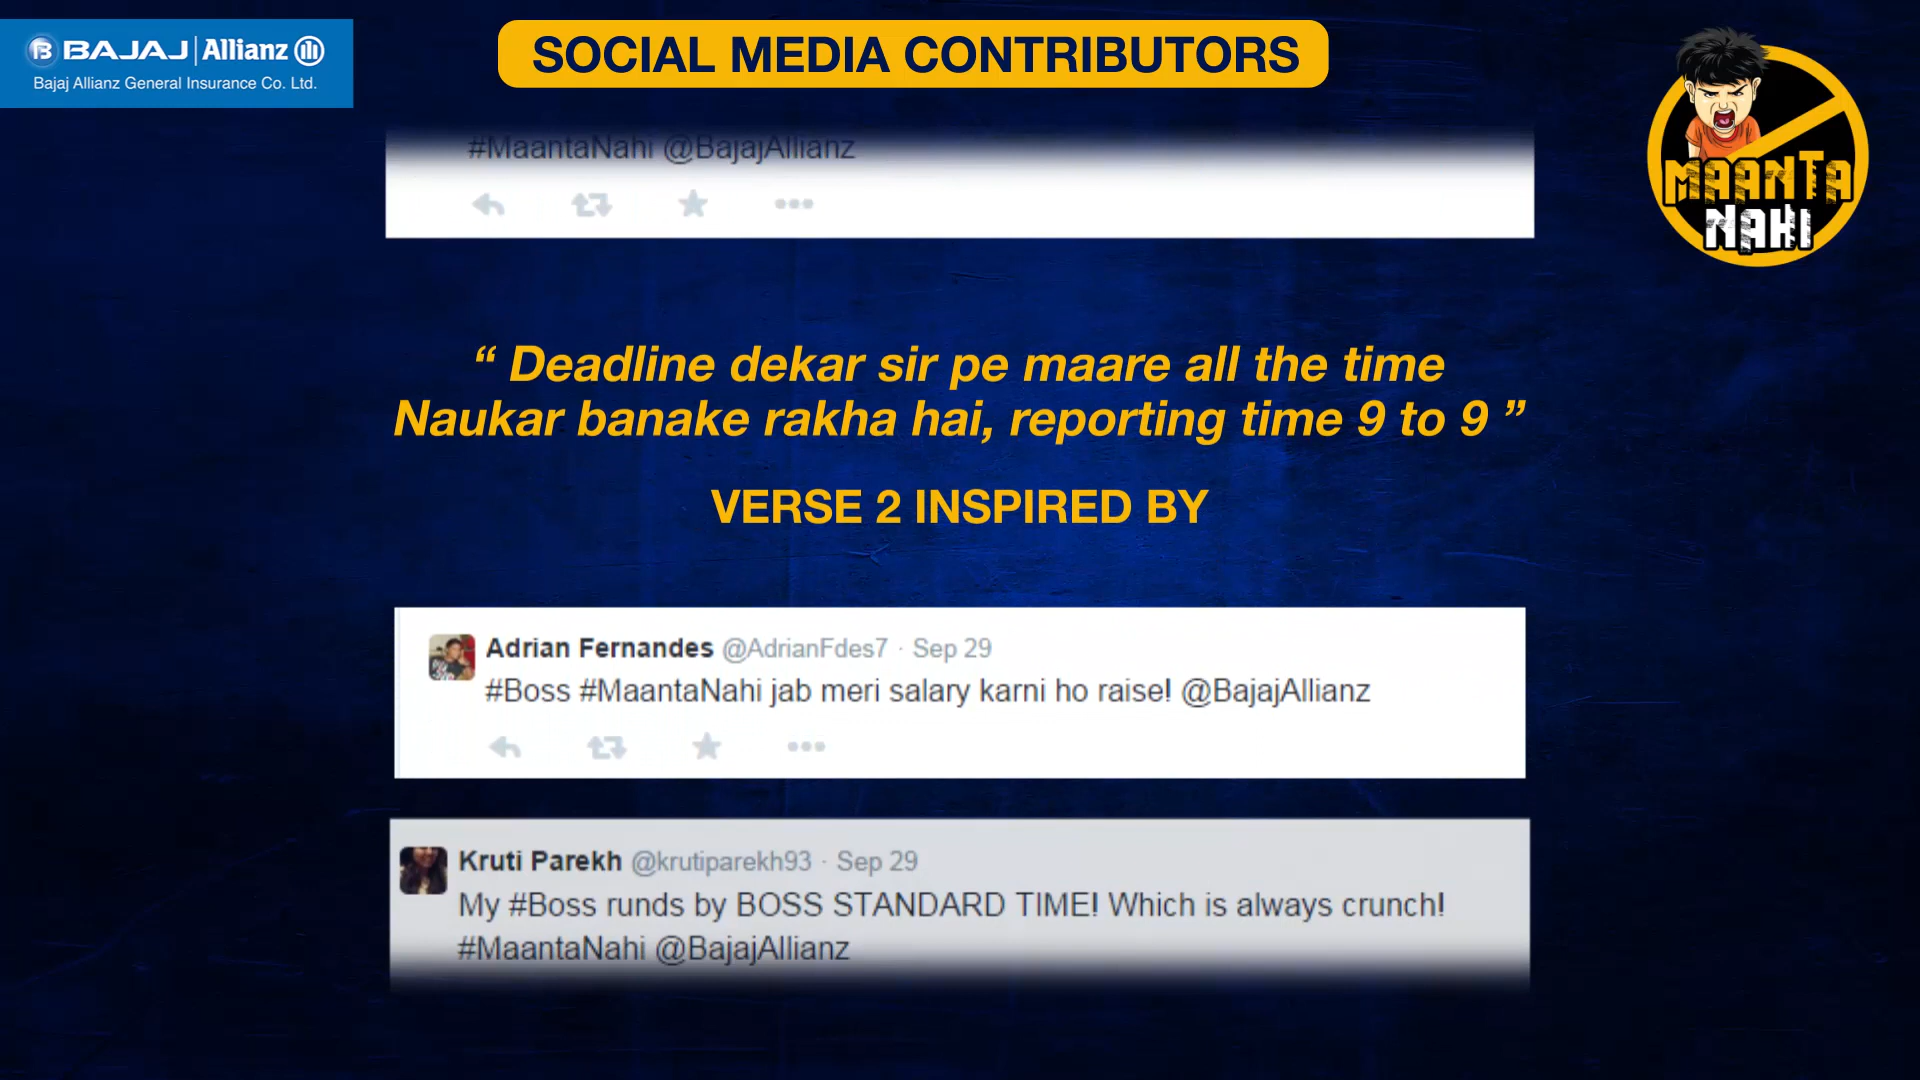 BAJAJ | Allianz
Bajaj Allianz General Insurance Co. Ltd.
SOCIAL MEDIA CONTRIBUTORS
MAANTA
NAHI
#MaantaNahi @BajajAllianz
“ Deadline dekar sir pe maare all the time
Naukar banake rakha hai, reporting time 9 to 9 ”
VERSE 2 INSPIRED BY
Adrian Fernandes @AdrianFdes7 · Sep 29
#Boss #MaantaNahi jab meri salary karni ho raise! @BajajAllianz
Kruti Parekh @krutiparekh93 · Sep 29
My #Boss runds by BOSS STANDARD TIME! Which is always crunch!
#MaantaNahi @BajajAllianz